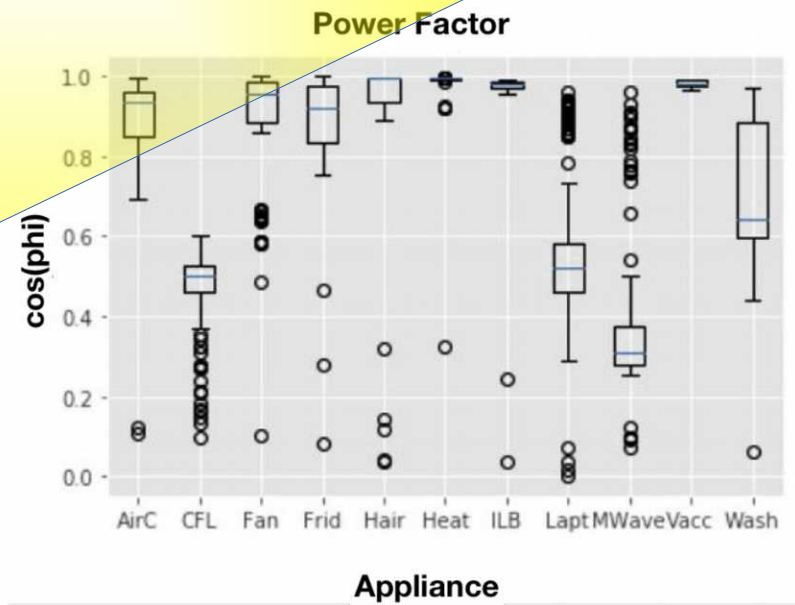 Power Factor
cos(phi)
1.0
0.8
0.6
0.4
0.2
0.0
AirC CFL Fan Frid Hair Heat ILB Lapt MWave Vacc Wash
Appliance